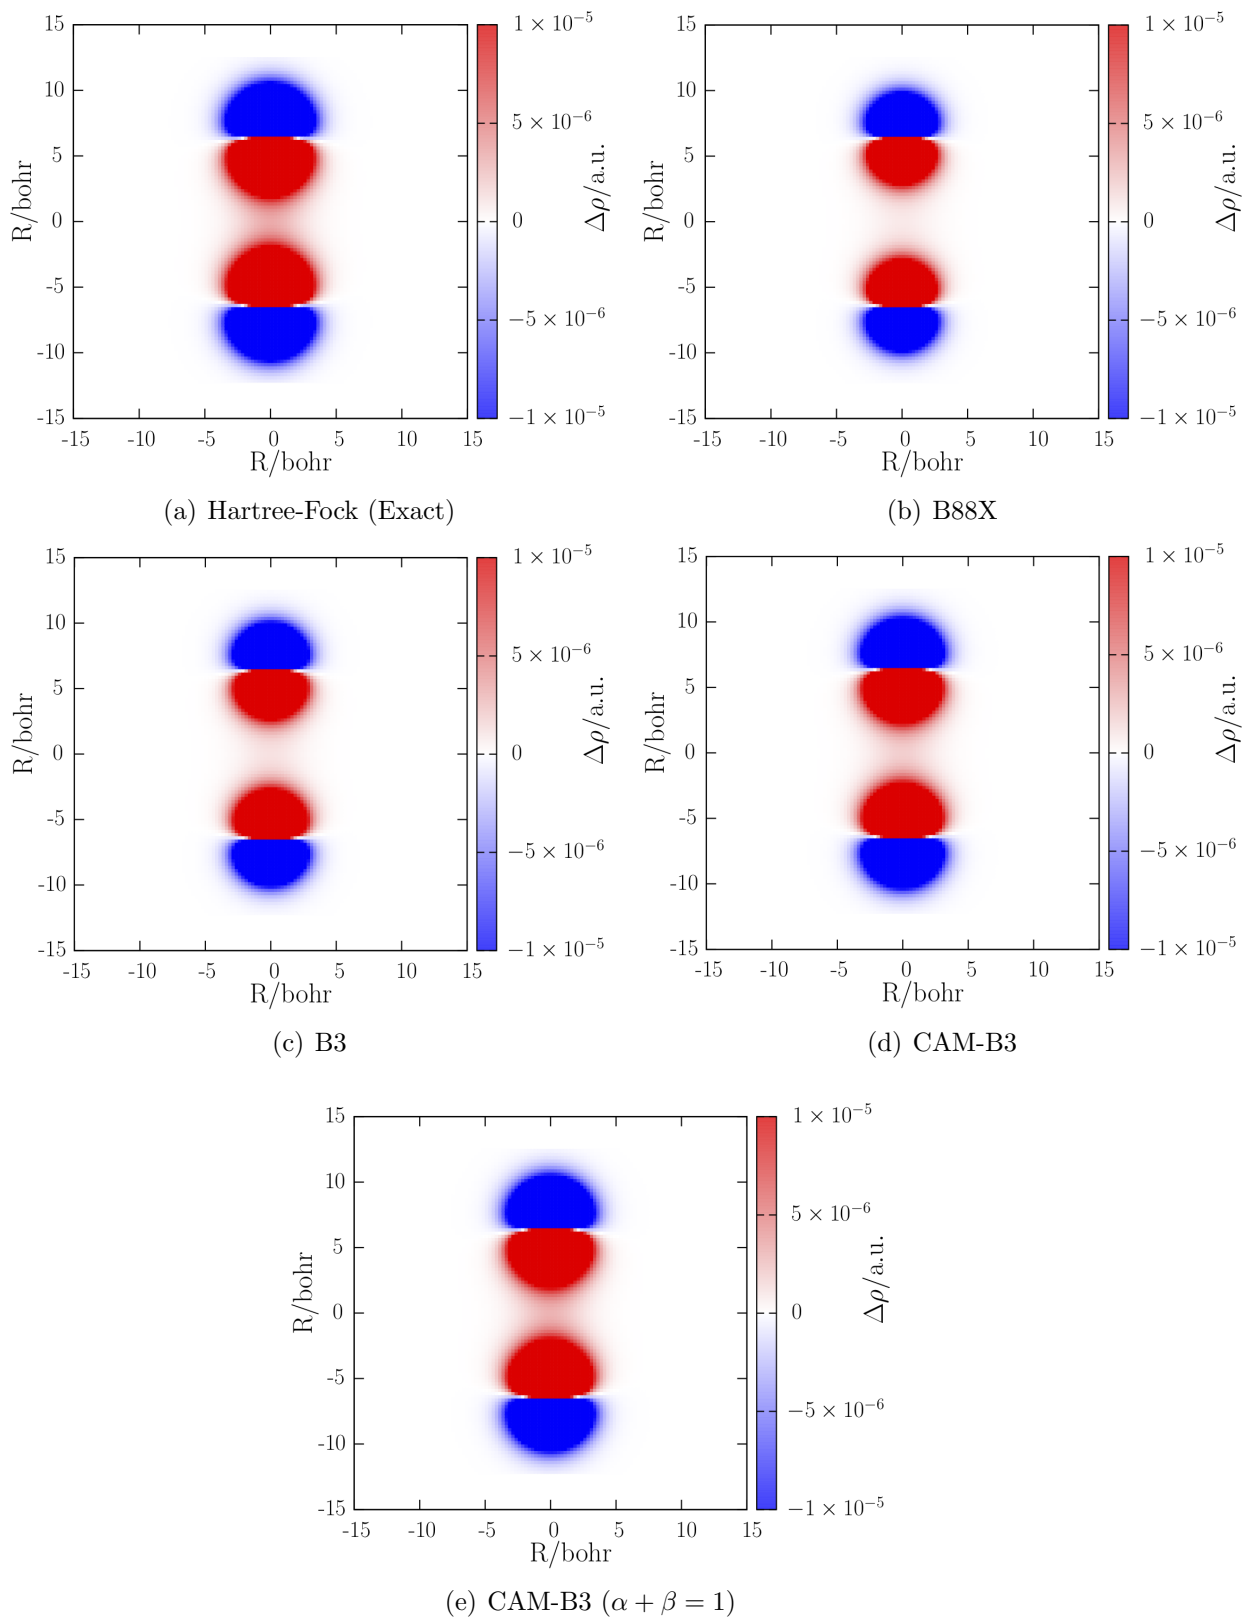 15
10
5
0
-5
-10
-15
-15 -10 -5 0 5 10 15
R/bohr
R/bohr
1 × 10⁻⁵
5 × 10⁻⁶
0
−5 × 10⁻⁶
−1 × 10⁻⁵
Δρ/a.u.
(a) Hartree-Fock (Exact)
15
10
5
0
-5
-10
-15
-15 -10 -5 0 5 10 15
R/bohr
R/bohr
1 × 10⁻⁵
5 × 10⁻⁶
0
−5 × 10⁻⁶
−1 × 10⁻⁵
Δρ/a.u.
(b) B88X
15
10
5
0
-5
-10
-15
-15 -10 -5 0 5 10 15
R/bohr
R/bohr
1 × 10⁻⁵
5 × 10⁻⁶
0
−5 × 10⁻⁶
−1 × 10⁻⁵
Δρ/a.u.
(c) B3
15
10
5
0
-5
-10
-15
-15 -10 -5 0 5 10 15
R/bohr
R/bohr
1 × 10⁻⁵
5 × 10⁻⁶
0
−5 × 10⁻⁶
−1 × 10⁻⁵
Δρ/a.u.
(d) CAM-B3
15
10
5
0
-5
-10
-15
-15 -10 -5 0 5 10 15
R/bohr
R/bohr
1 × 10⁻⁵
5 × 10⁻⁶
0
−5 × 10⁻⁶
−1 × 10⁻⁵
Δρ/a.u.
(e) CAM-B3 (α + β = 1)